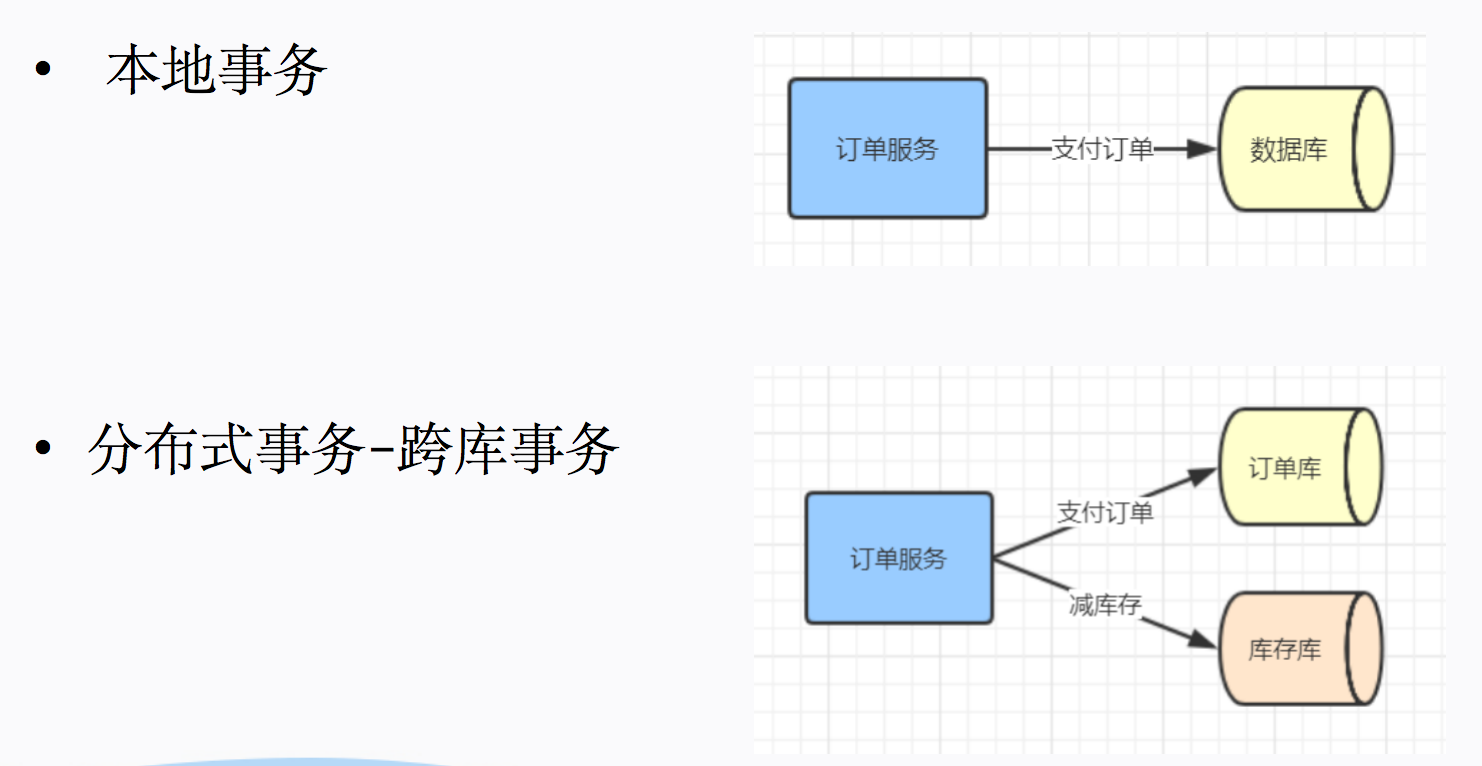 • 本地事务
订单服务
支付订单
数据库
• 分布式事务-跨库事务
订单服务
支付订单
减库存
订单库
库存库